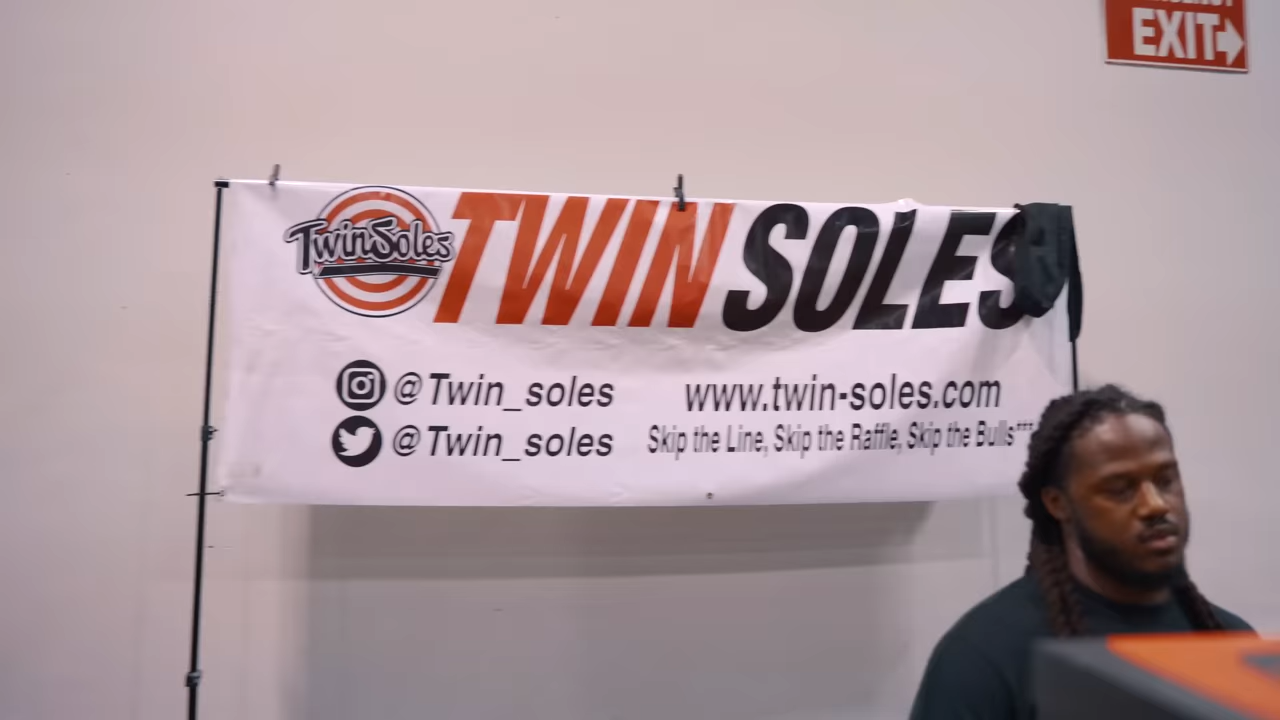 EXIT→
TwinSoles
TWIN SOLES
@Twin_soles
@Twin_soles
www.twin-soles.com
Skip the Line, Skip the Raffle, Skip the Bulls***